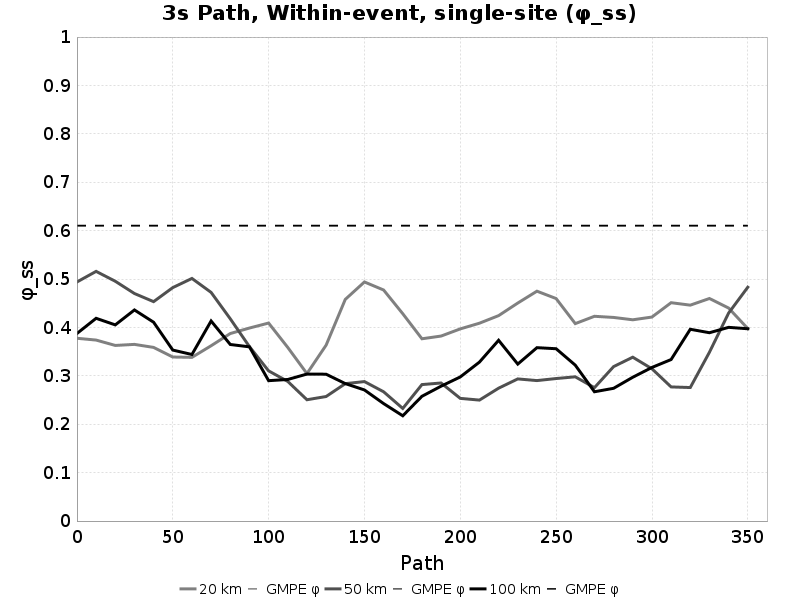 3s Path, Within-event, single-site (φ_ss)
1
0.9
0.8
0.7
0.6
0.5
0.4
0.3
0.2
0.1
0
φ_ss
0 50 100 150 200 250 300 350
Path
20 km GMPE φ 50 km GMPE φ 100 km GMPE φ